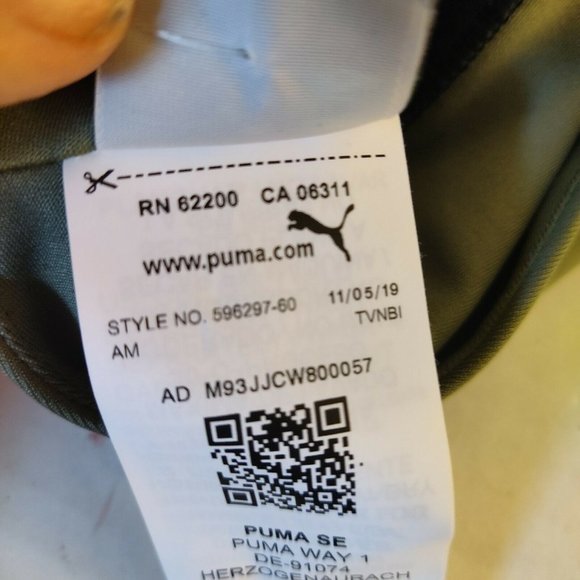 RN 62200 CA 06311
www.puma.com
STYLE NO. 596297-60 11/05/19
AM TVNBI
AD M93JJCW800057
PUMA SE
PUMA WAY 1
DE-91074
HERZOGENAURACH